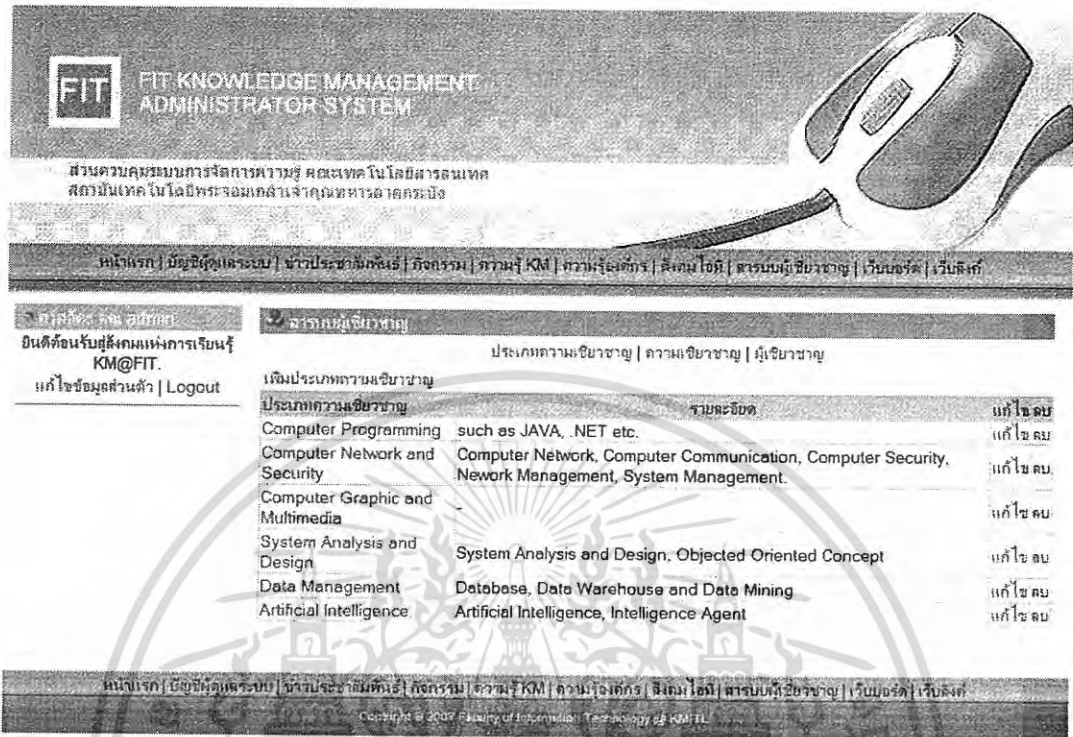 FIT
FIT KNOWLEDGE MANAGEMENT
ADMINISTRATOR SYSTEM
ส่วนควบคุมระบบการจัดการความรู้ คณะเทคโนโลยีสารสนเทศ
สถาบันเทคโนโลยีพระจอมเกล้าเจ้าคุณทหารลาดกระบัง
หน้าแรก | บัญชีผู้ดูแลระบบ | ข่าวประชาสัมพันธ์ | กิจกรรม | ความรู้ KM | ความรู้องค์กร | สังคมไอที | สารบบผู้เชี่ยวชาญ | เว็บบอร์ด | เว็บลิงค์
ยินดีต้อนรับสู่สังคมแห่งการเรียนรู้
KM@FIT.
แก้ไขข้อมูลส่วนตัว | Logout
สารบบผู้เชี่ยวชาญ
ประเภทความเชี่ยวชาญ | ความเชี่ยวชาญ | ผู้เชี่ยวชาญ
เพิ่มประเภทความเชี่ยวชาญ
ประเภทความเชี่ยวชาญ รายละเอียด แก้ไข ลบ
Computer Programming such as JAVA, .NET etc. แก้ไข ลบ
Computer Network and Security Computer Network, Computer Communication, Computer Security, Nework Management, System Management. แก้ไข ลบ
Computer Graphic and Multimedia - แก้ไข ลบ
System Analysis and Design System Analysis and Design, Objected Oriented Concept แก้ไข ลบ
Data Management Database, Data Warehouse and Data Mining แก้ไข ลบ
Artificial Intelligence Artificial Intelligence, Intelligence Agent แก้ไข ลบ
หน้าแรก | บัญชีผู้ดูแลระบบ | ข่าวประชาสัมพันธ์ | กิจกรรม | ความรู้ KM | ความรู้องค์กร | สังคมไอที | สารบบผู้เชี่ยวชาญ | เว็บบอร์ด | เว็บลิงค์
Copyright © 2007 Faculty of Information Technology @ KMITL